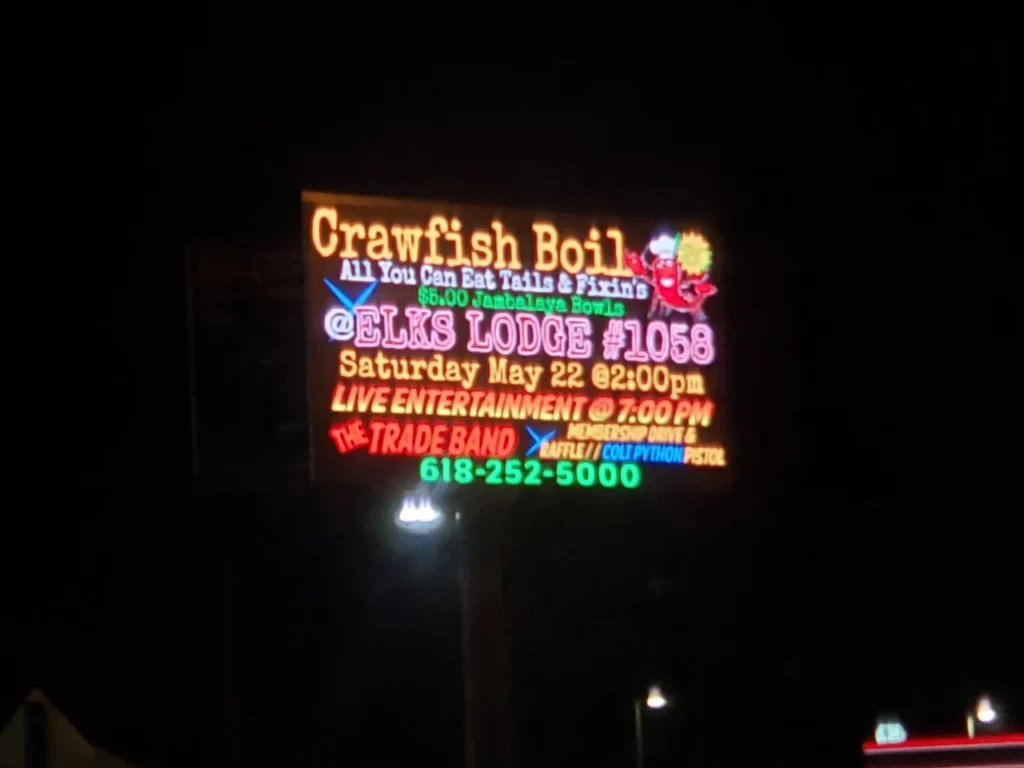 Crawfish Boil
All You Can Eat Tails & Fixin's
$5.00 Jambalaya Bowls
@ELKS LODGE #1058
Saturday May 22 @2:00pm
LIVE ENTERTAINMENT @ 7:00 PM
THE TRADE BAND
MEMBERSHIP DRIVE &
RAFFLE // COLT PYTHON PISTOL
618-252-5000